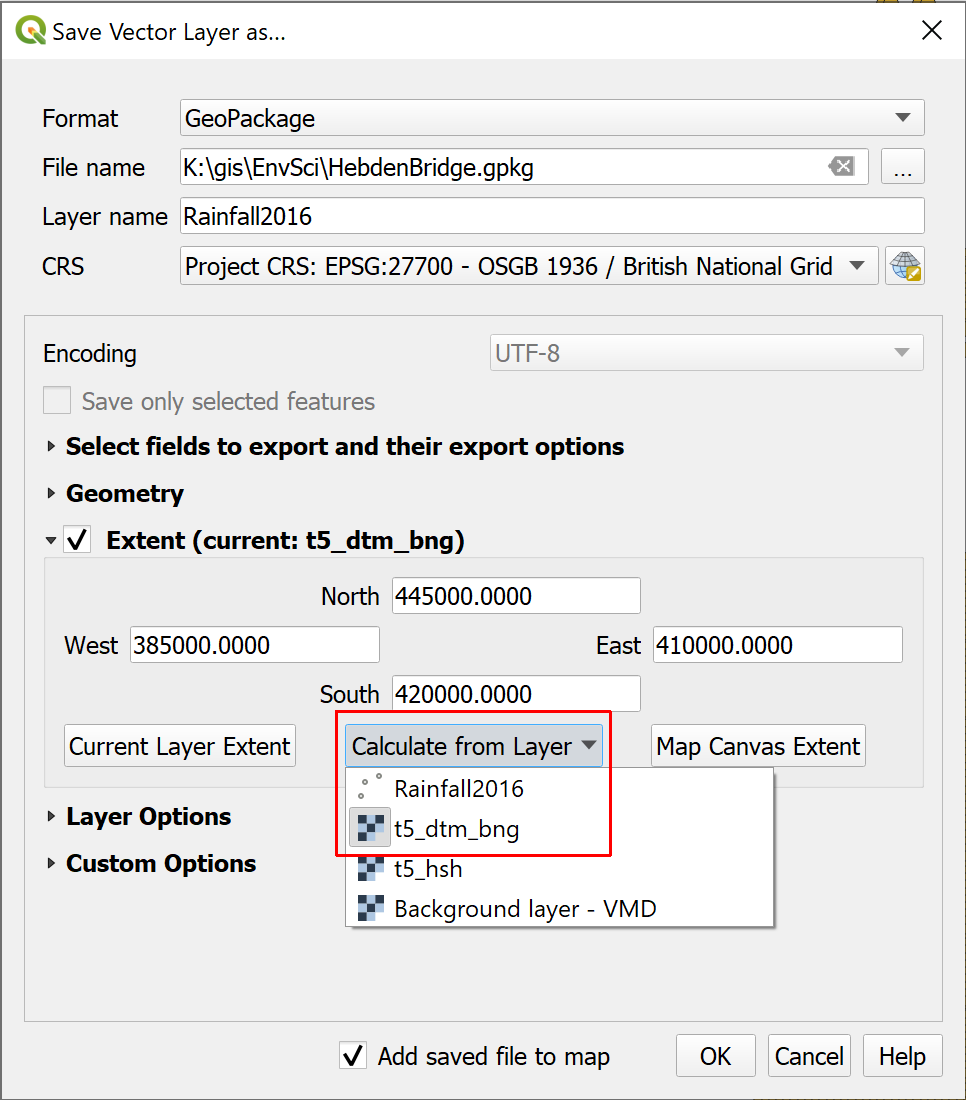 Save Vector Layer as...
Format GeoPackage
File name K:\gis\EnvSci\HebdenBridge.gpkg ...
Layer name Rainfall2016
CRS Project CRS: EPSG:27700 - OSGB 1936 / British National Grid
Encoding UTF-8
Save only selected features
Select fields to export and their export options
Geometry
Extent (current: t5_dtm_bng)
North 445000.0000
West 385000.0000 East 410000.0000
South 420000.0000
Current Layer Extent Calculate from Layer Map Canvas Extent
Rainfall2016
t5_dtm_bng
t5_hsh
Background layer - VMD
Layer Options
Custom Options
Add saved file to map OK Cancel Help